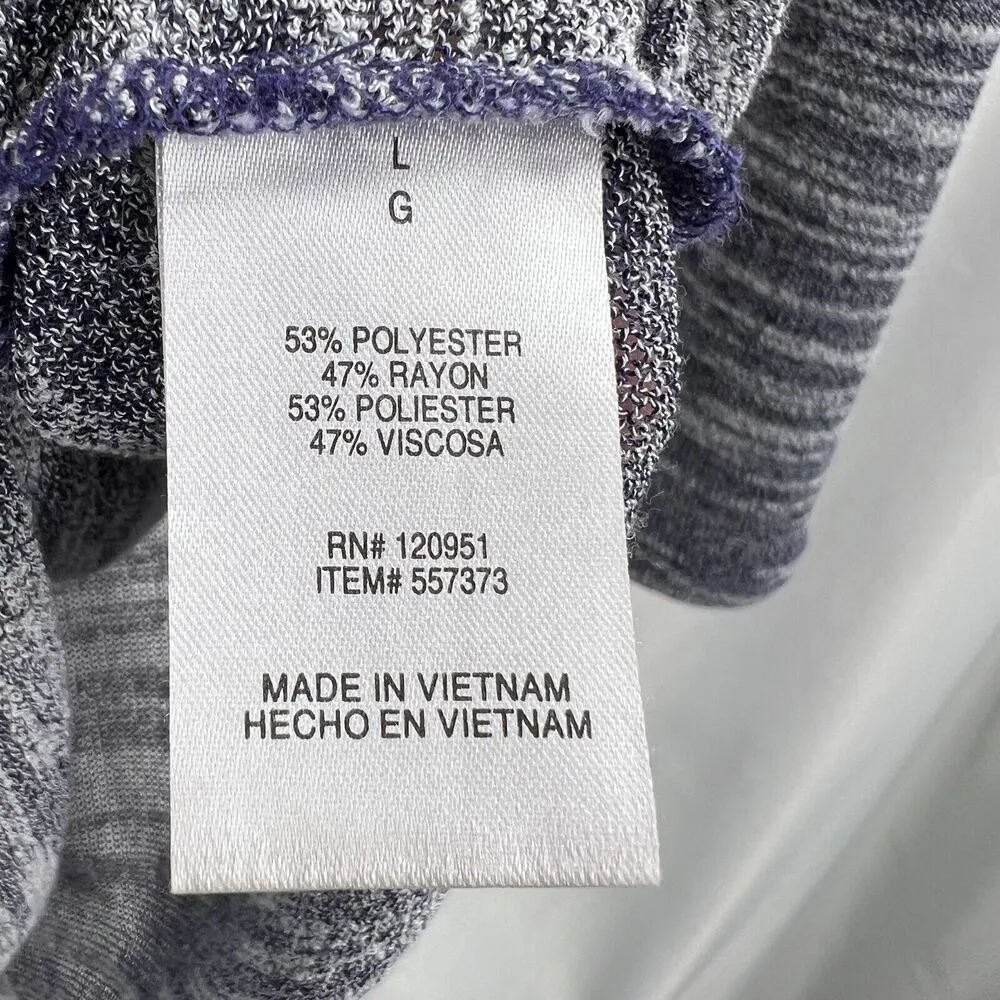 L
G
53% POLYESTER
47% RAYON
53% POLIESTER
47% VISCOSA
RN# 120951
ITEM# 557373
MADE IN VIETNAM
HECHO EN VIETNAM